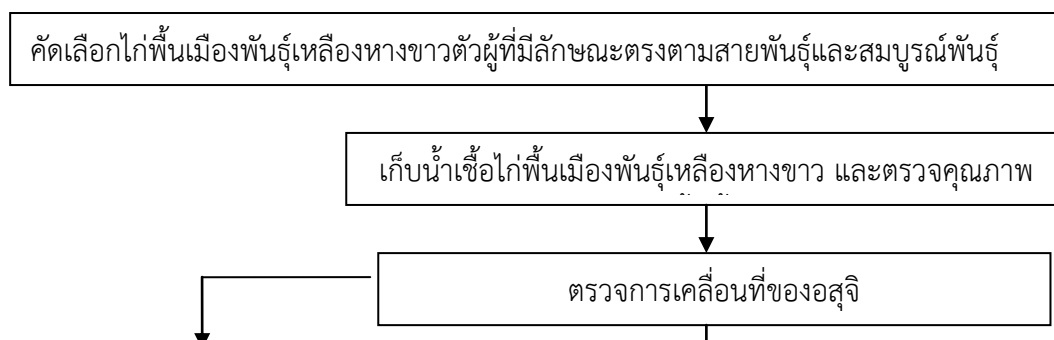 คัดเลือกไก่พื้นเมืองพันธุ์เหลืองหางขาวตัวผู้ที่มีลักษณะตรงตามสายพันธุ์และสมบูรณ์พันธุ์
เก็บน้ำเชื้อไก่พื้นเมืองพันธุ์เหลืองหางขาว และตรวจคุณภาพ
ตรวจการเคลื่อนที่ของอสุจิ